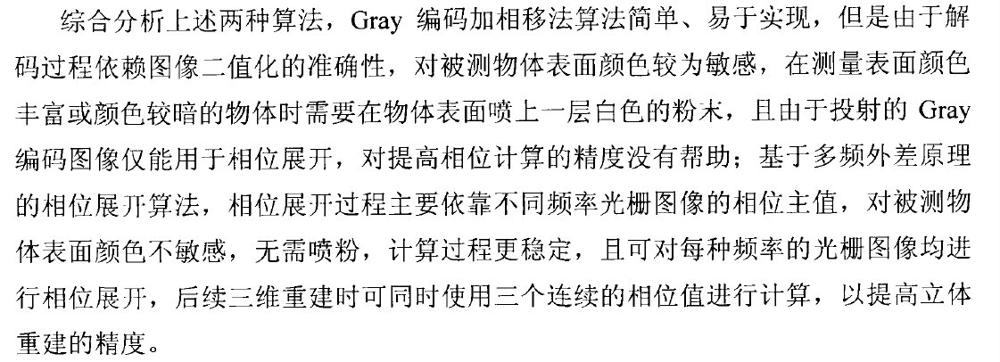 综合分析上述两种算法，Gray 编码加相移法算法简单、易于实现，但是由于解
码过程依赖图像二值化的准确性，对被测物体表面颜色较为敏感，在测量表面颜色
丰富或颜色较暗的物体时需要在物体表面喷上一层白色的粉末，且由于投射的 Gray
编码图像仅能用于相位展开，对提高相位计算的精度没有帮助；基于多频外差原理
的相位展开算法，相位展开过程主要依靠不同频率光栅图像的相位主值，对被测物
体表面颜色不敏感，无需喷粉，计算过程更稳定，且可对每种频率的光栅图像均进
行相位展开，后续三维重建时可同时使用三个连续的相位值进行计算，以提高立体
重建的精度。